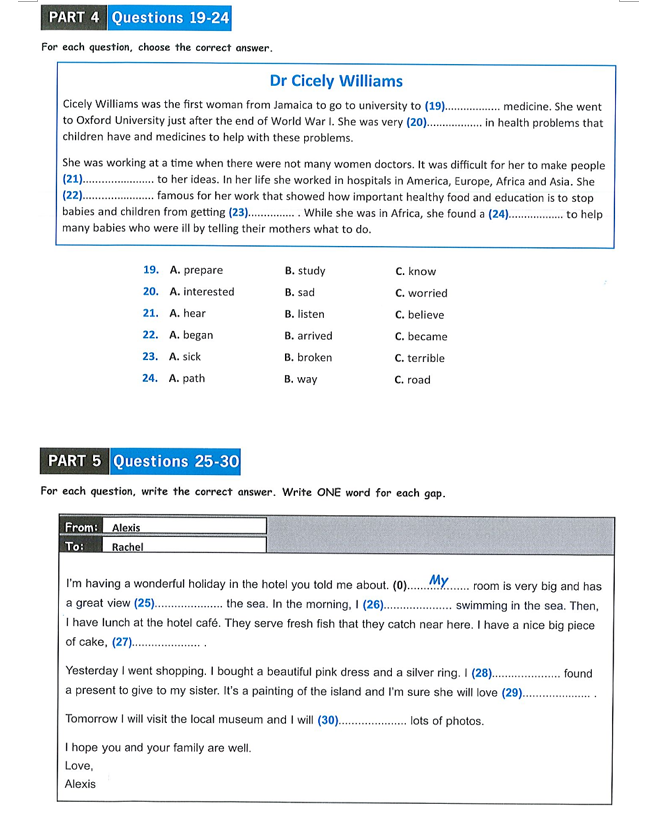 PART 4 Questions 19-24
For each question, choose the correct answer.
Dr Cicely Williams
Cicely Williams was the first woman from Jamaica to go to university to (19).................. medicine. She went
to Oxford University just after the end of World War I. She was very (20).................. in health problems that
children have and medicines to help with these problems.
She was working at a time when there were not many women doctors. It was difficult for her to make people
(21)........................ to her ideas. In her life she worked in hospitals in America, Europe, Africa and Asia. She
(22)........................ famous for her work that showed how important healthy food and education is to stop
babies and children from getting (23)............... . While she was in Africa, she found a (24).................. to help
many babies who were ill by telling their mothers what to do.
19. A. prepare B. study C. know
20. A. interested B. sad C. worried
21. A. hear B. listen C. believe
22. A. began B. arrived C. became
23. A. sick B. broken C. terrible
24. A. path B. way C. road
PART 5 Questions 25-30
For each question, write the correct answer. Write ONE word for each gap.
From: Alexis
To: Rachel
I'm having a wonderful holiday in the hotel you told me about. (0).......My....... room is very big and has
a great view (25)..................... the sea. In the morning, I (26)..................... swimming in the sea. Then,
I have lunch at the hotel café. They serve fresh fish that they catch near here. I have a nice big piece
of cake, (27)..................... .
Yesterday I went shopping. I bought a beautiful pink dress and a silver ring. I (28)..................... found
a present to give to my sister. It's a painting of the island and I'm sure she will love (29)..................... .
Tomorrow I will visit the local museum and I will (30)..................... lots of photos.
I hope you and your family are well.
Love,
Alexis